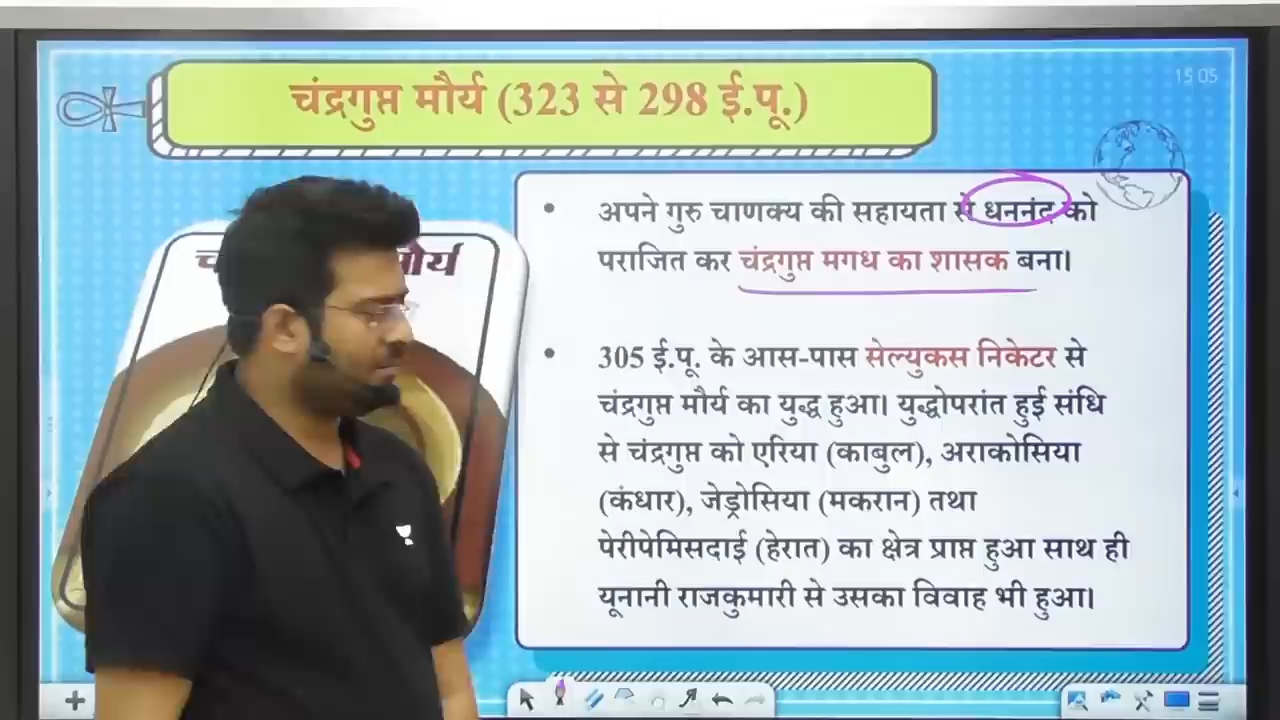 चंद्रगुप्त मौर्य (323 से 298 ई.पू.)
15 05
मौर्य
• अपने गुरु चाणक्य की सहायता से धननंद को
पराजित कर चंद्रगुप्त मगध का शासक बना।
• 305 ई.पू. के आस-पास सेल्युकस निकेटर से
चंद्रगुप्त मौर्य का युद्ध हुआ। युद्धोपरांत हुई संधि
से चंद्रगुप्त को एरिया (काबुल), अराकोसिया
(कंधार), जेड्रोसिया (मकरान) तथा
पेरीपेमिसदाई (हेरात) का क्षेत्र प्राप्त हुआ साथ ही
यूनानी राजकुमारी से उसका विवाह भी हुआ।